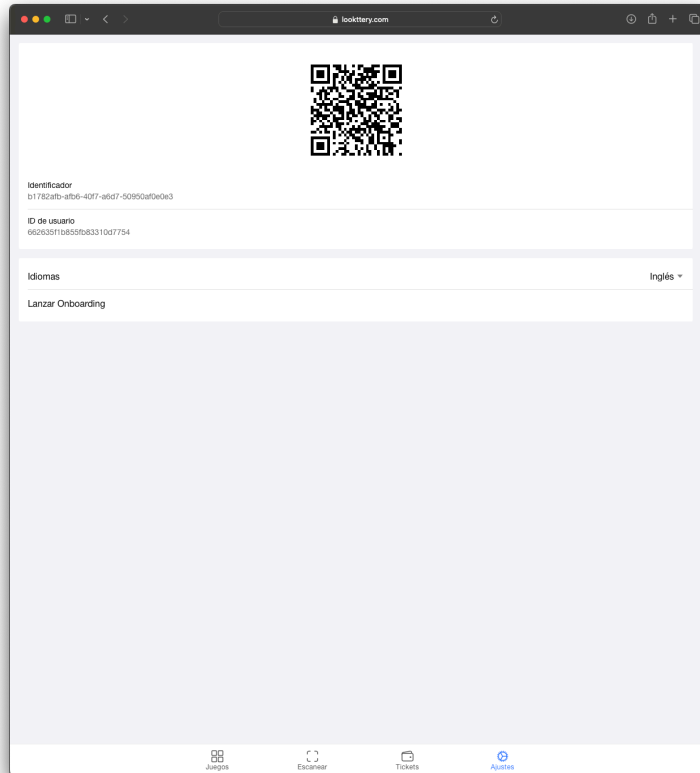 lookttery.com
Identificador
b1782afb-afb6-40f7-a6d7-50950af0e0e3
ID de usuario
662635f1b855fb83310d7754
Idiomas Inglés
Lanzar Onboarding
Juegos Escanear Tickets Ajustes